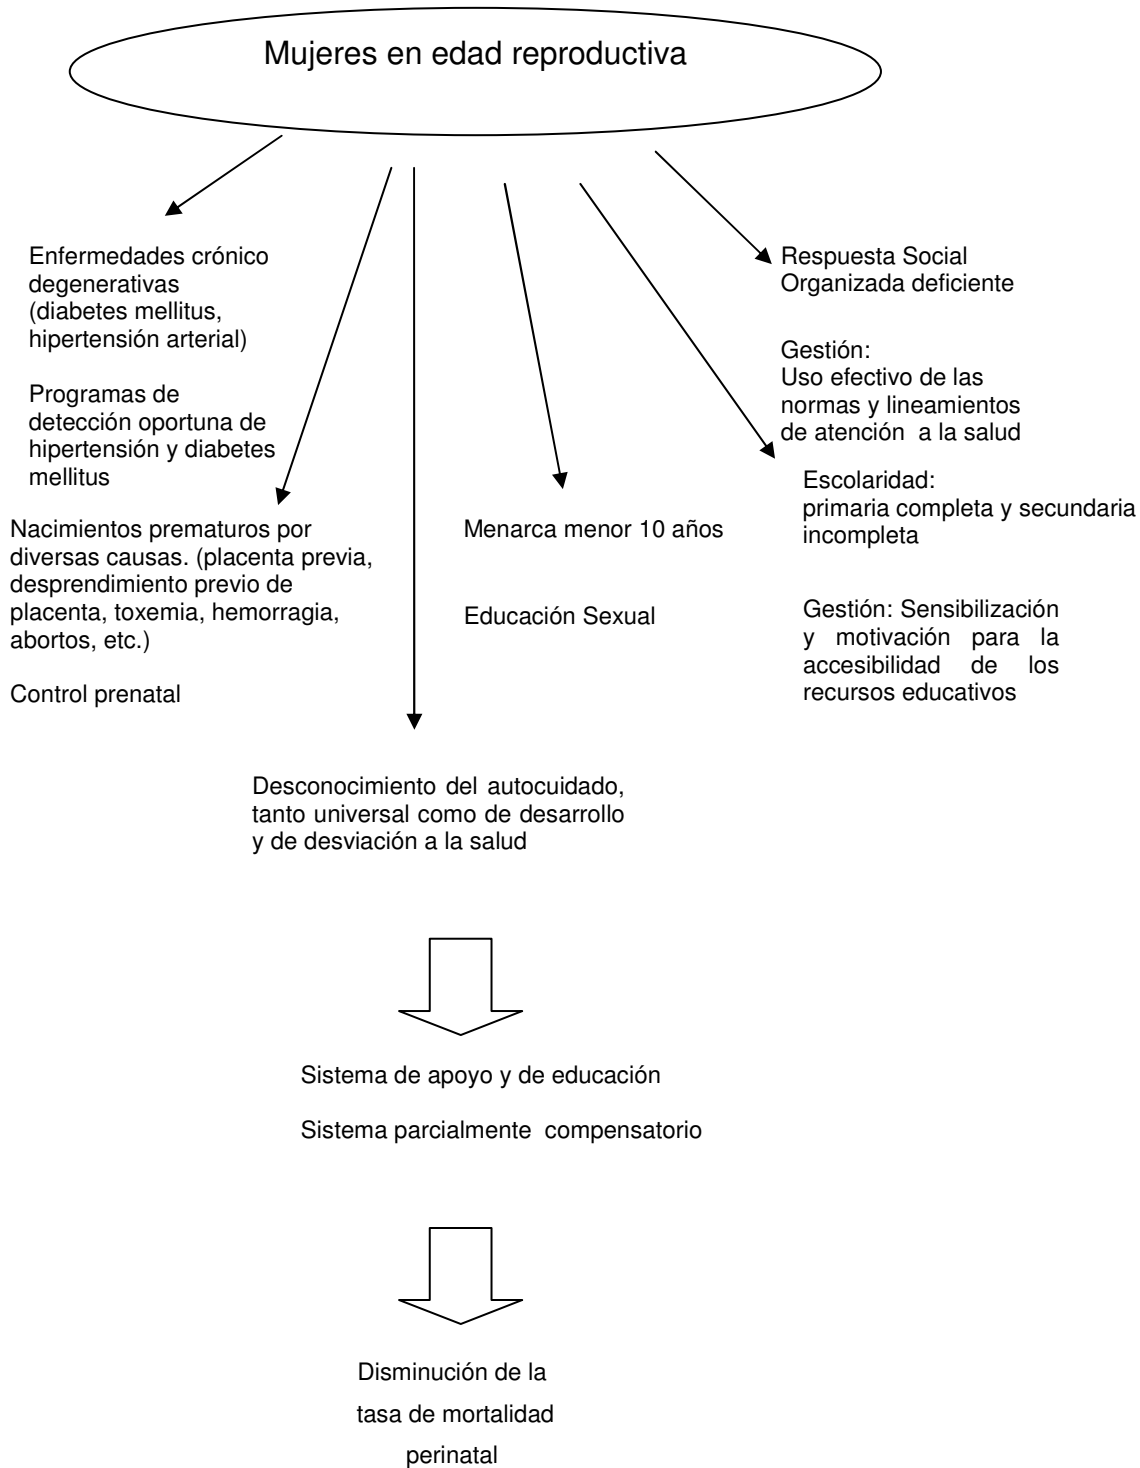 Mujeres en edad reproductiva
Enfermedades crónico
degenerativas
(diabetes mellitus,
hipertensión arterial)
Programas de
detección oportuna de
hipertensión y diabetes
mellitus
Nacimientos prematuros por
diversas causas. (placenta previa,
desprendimiento previo de
placenta, toxemia, hemorragia,
abortos, etc.)
Control prenatal
Desconocimiento del autocuidado,
tanto universal como de desarrollo
y de desviación a la salud
Menarca menor 10 años
Educación Sexual
Respuesta Social
Organizada deficiente
Gestión:
Uso efectivo de las
normas y lineamientos
de atención a la salud
Escolaridad:
primaria completa y secundaria
incompleta
Gestión: Sensibilización
y motivación para la
accesibilidad de los
recursos educativos
Sistema de apoyo y de educación
Sistema parcialmente compensatorio
Disminución de la
tasa de mortalidad
perinatal